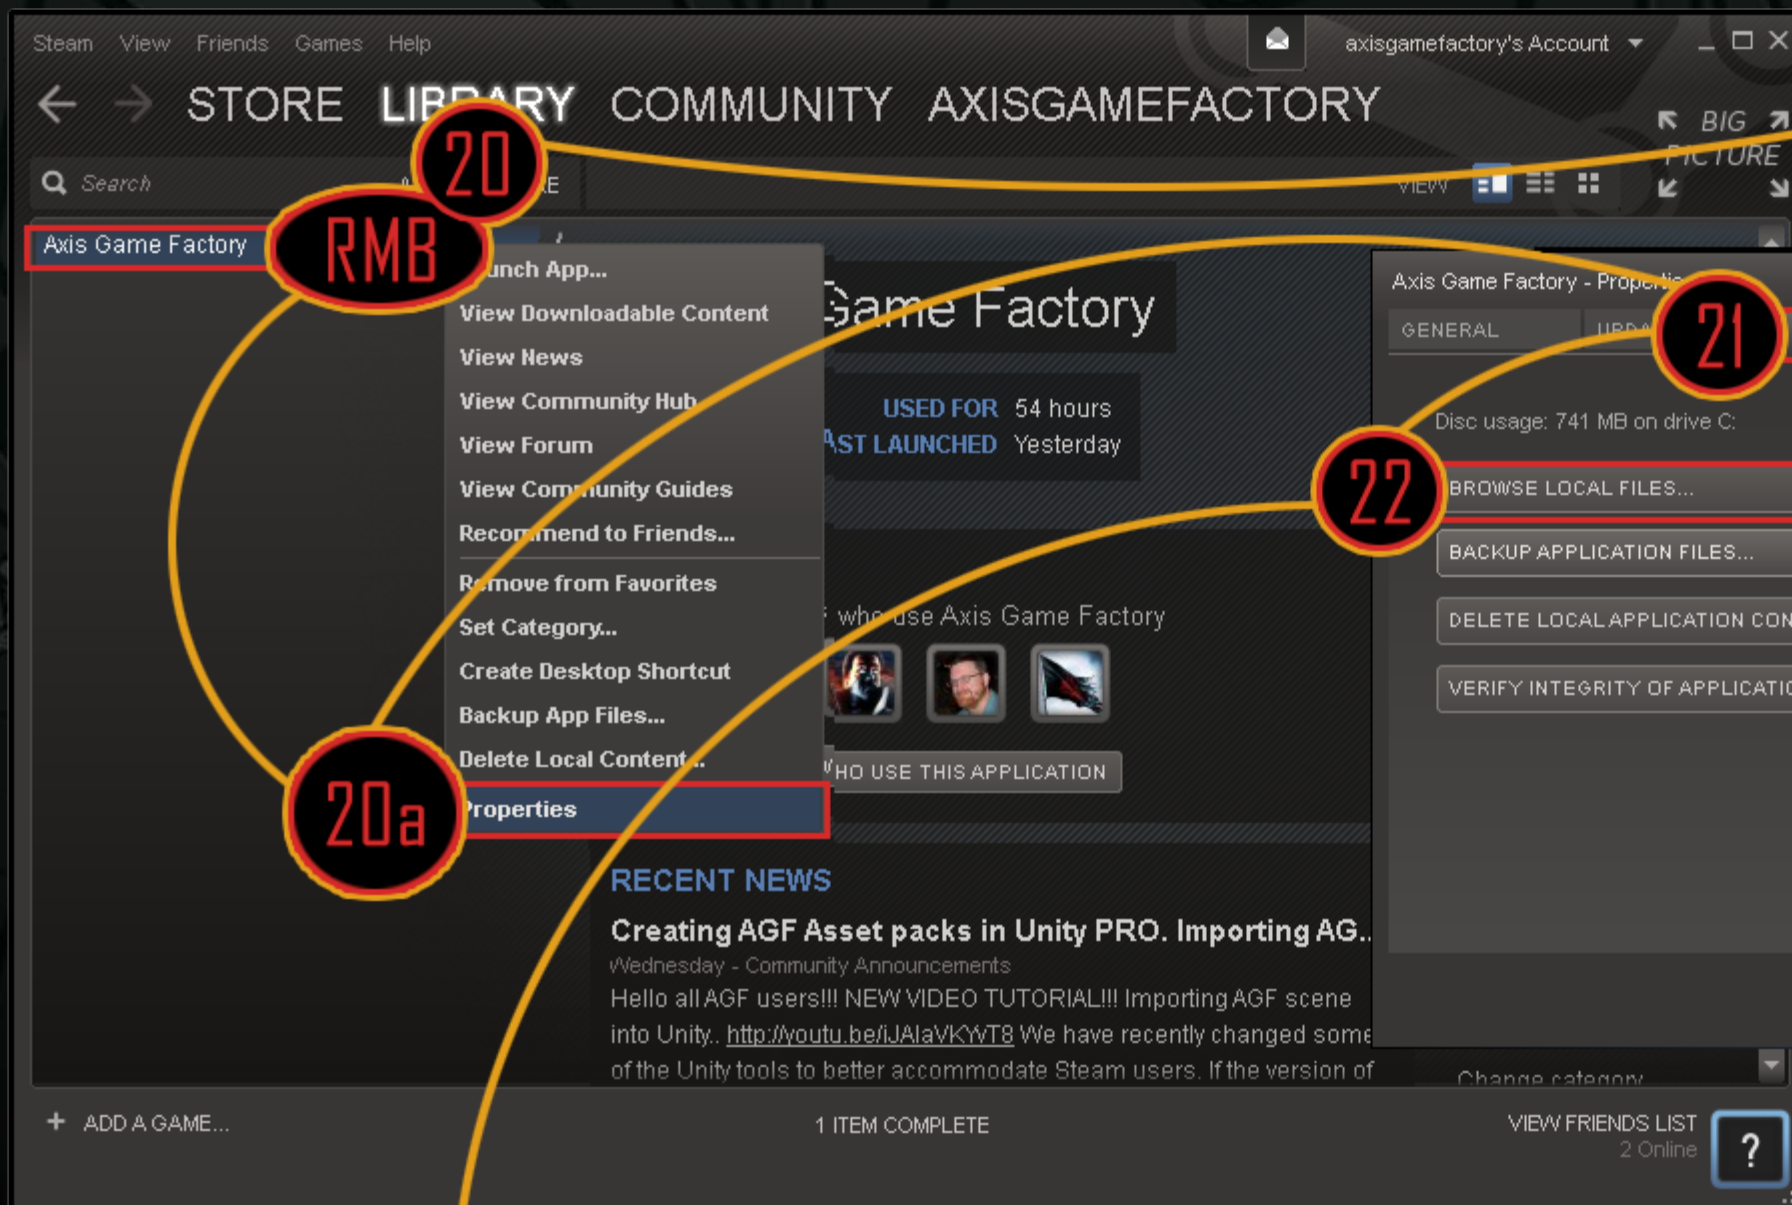 Steam View Friends Games Help
axisgamefactory's Account
STORE LIBRARY COMMUNITY AXISGAMEFACTORY
BIG PICTURE
20
Search
VIEW
Axis Game Factory
RMB
App...
View Downloadable Content
View News
View Community Hub
View Forum
View Community Guides
Recommend to Friends...
Remove from Favorites
Set Category...
Create Desktop Shortcut
Backup App Files...
Delete Local Content...
Properties
20a
Game Factory
USED FOR 54 hours
LAUNCHED Yesterday
who use Axis Game Factory
WHO USE THIS APPLICATION
Axis Game Factory - Properties
21
GENERAL
Disc usage: 741 MB on drive C:
22
BROWSE LOCAL FILES...
BACKUP APPLICATION FILES...
DELETE LOCAL APPLICATION CON
VERIFY INTEGRITY OF APPLICATIO
RECENT NEWS
Creating AGF Asset packs in Unity PRO. Importing AG..
Wednesday - Community Announcements
Hello all AGF users!!! NEW VIDEO TUTORIAL!!! Importing AGF scene
into Unity.. http://youtu.be/iJAlaVKYVT8 We have recently changed some
of the Unity tools to better accommodate Steam users. If the version of
Change category
+ ADD A GAME...
1 ITEM COMPLETE
VIEW FRIENDS LIST
2 Online
?